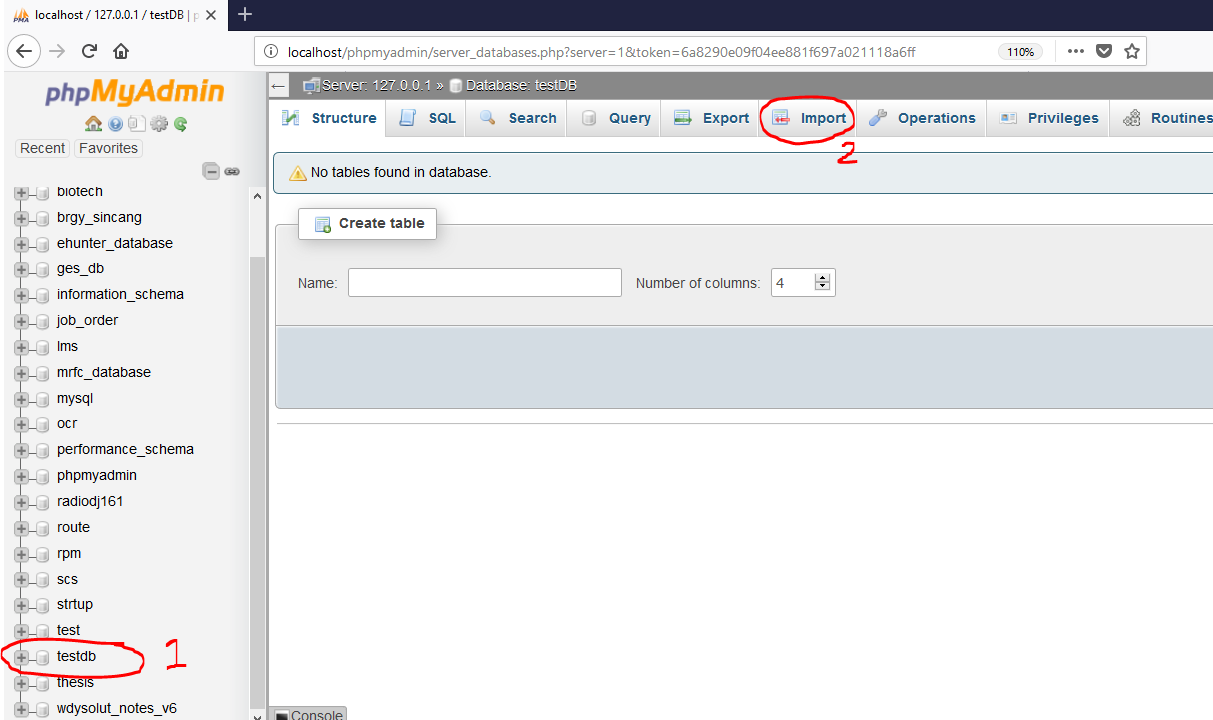 localhost / 127.0.0.1 / testDB | p
localhost/phpmyadmin/server_databases.php?server=1&token=6a8290e09f04ee881f697a021118a6ff 110%
phpMyAdmin
Server: 127.0.0.1 » Database: testDB
Structure SQL Search Query Export Import Operations Privileges Routines
2
Recent Favorites
No tables found in database.
Create table
Name: Number of columns: 4
biotech
brgy_sincang
ehunter_database
ges_db
information_schema
job_order
lms
mrfc_database
mysql
ocr
performance_schema
phpmyadmin
radiodj161
route
rpm
scs
strtup
test
testdb 1
thesis
wdysolut_notes_v6
Console